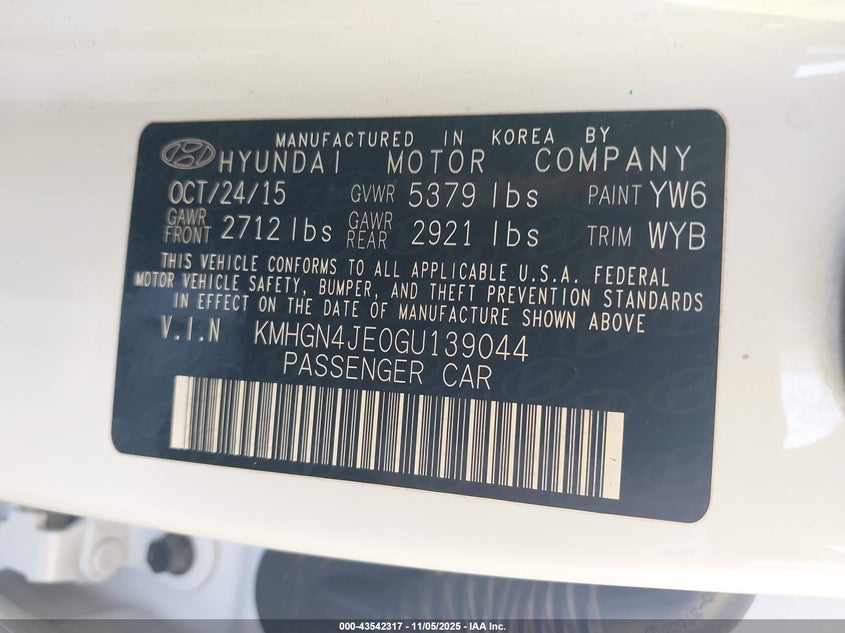 MANUFACTURED IN KOREA BY
HYUNDAI MOTOR COMPANY
OCT/24/15 GVWR 5379 lbs PAINT YW6
GAWR FRONT 2712 lbs GAWR REAR 2921 lbs TRIM WYB
THIS VEHICLE CONFORMS TO ALL APPLICABLE U.S.A. FEDERAL
MOTOR VEHICLE SAFETY, BUMPER, AND THEFT PREVENTION STANDARDS
IN EFFECT ON THE DATE OF MANUFACTURE SHOWN ABOVE
V.I.N KMHGN4JE0GU139044
PASSENGER CAR
000-43542317 - 11/05/2025 - IAA Inc.